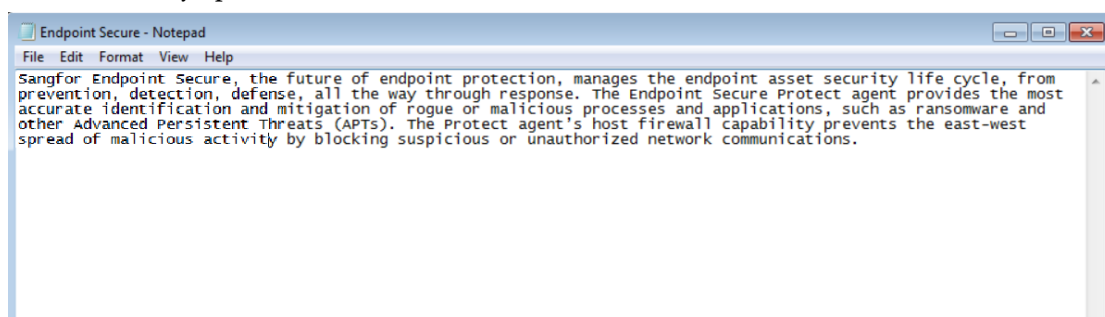 Endpoint Secure - Notepad
File Edit Format View Help
Sangfor Endpoint Secure, the future of endpoint protection, manages the endpoint asset security life cycle, from
prevention, detection, defense, all the way through response. The Endpoint Secure Protect agent provides the most
accurate identification and mitigation of rogue or malicious processes and applications, such as ransomware and
other Advanced Persistent Threats (APTs). The Protect agent's host firewall capability prevents the east-west
spread of malicious activity by blocking suspicious or unauthorized network communications.